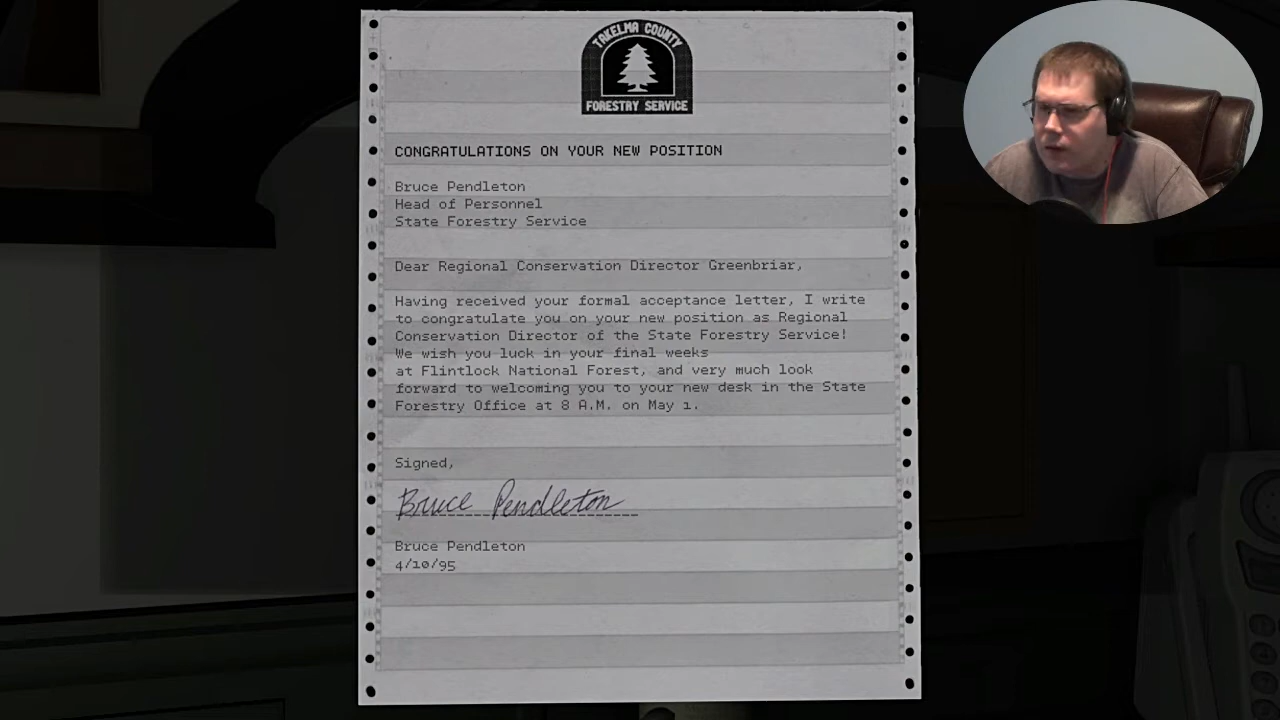 TAKELMA COUNTY
FORESTRY SERVICE
CONGRATULATIONS ON YOUR NEW POSITION
Bruce Pendleton
Head of Personnel
State Forestry Service
Dear Regional Conservation Director Greenbriar,
Having received your formal acceptance letter, I write
to congratulate you on your new position as Regional
Conservation Director of the State Forestry Service!
We wish you luck in your final weeks
at Flintlock National Forest, and very much look
forward to welcoming you to your new desk in the State
Forestry Office at 8 A.M. on May 1.
Signed,
Bruce Pendleton
Bruce Pendleton
4/10/95